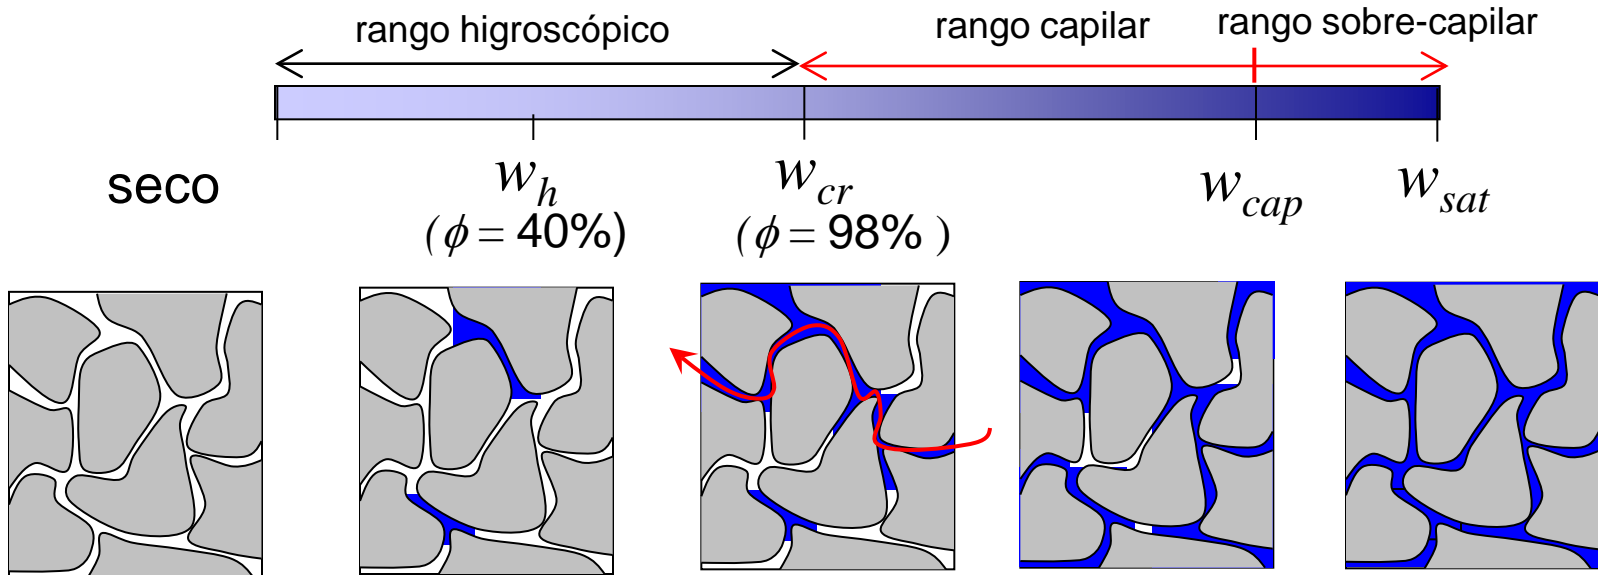 rango higroscópico
rango capilar
rango sobre-capilar
seco
w_h
w_cr
w_cap
w_sat
(ϕ = 40%)
(ϕ = 98% )